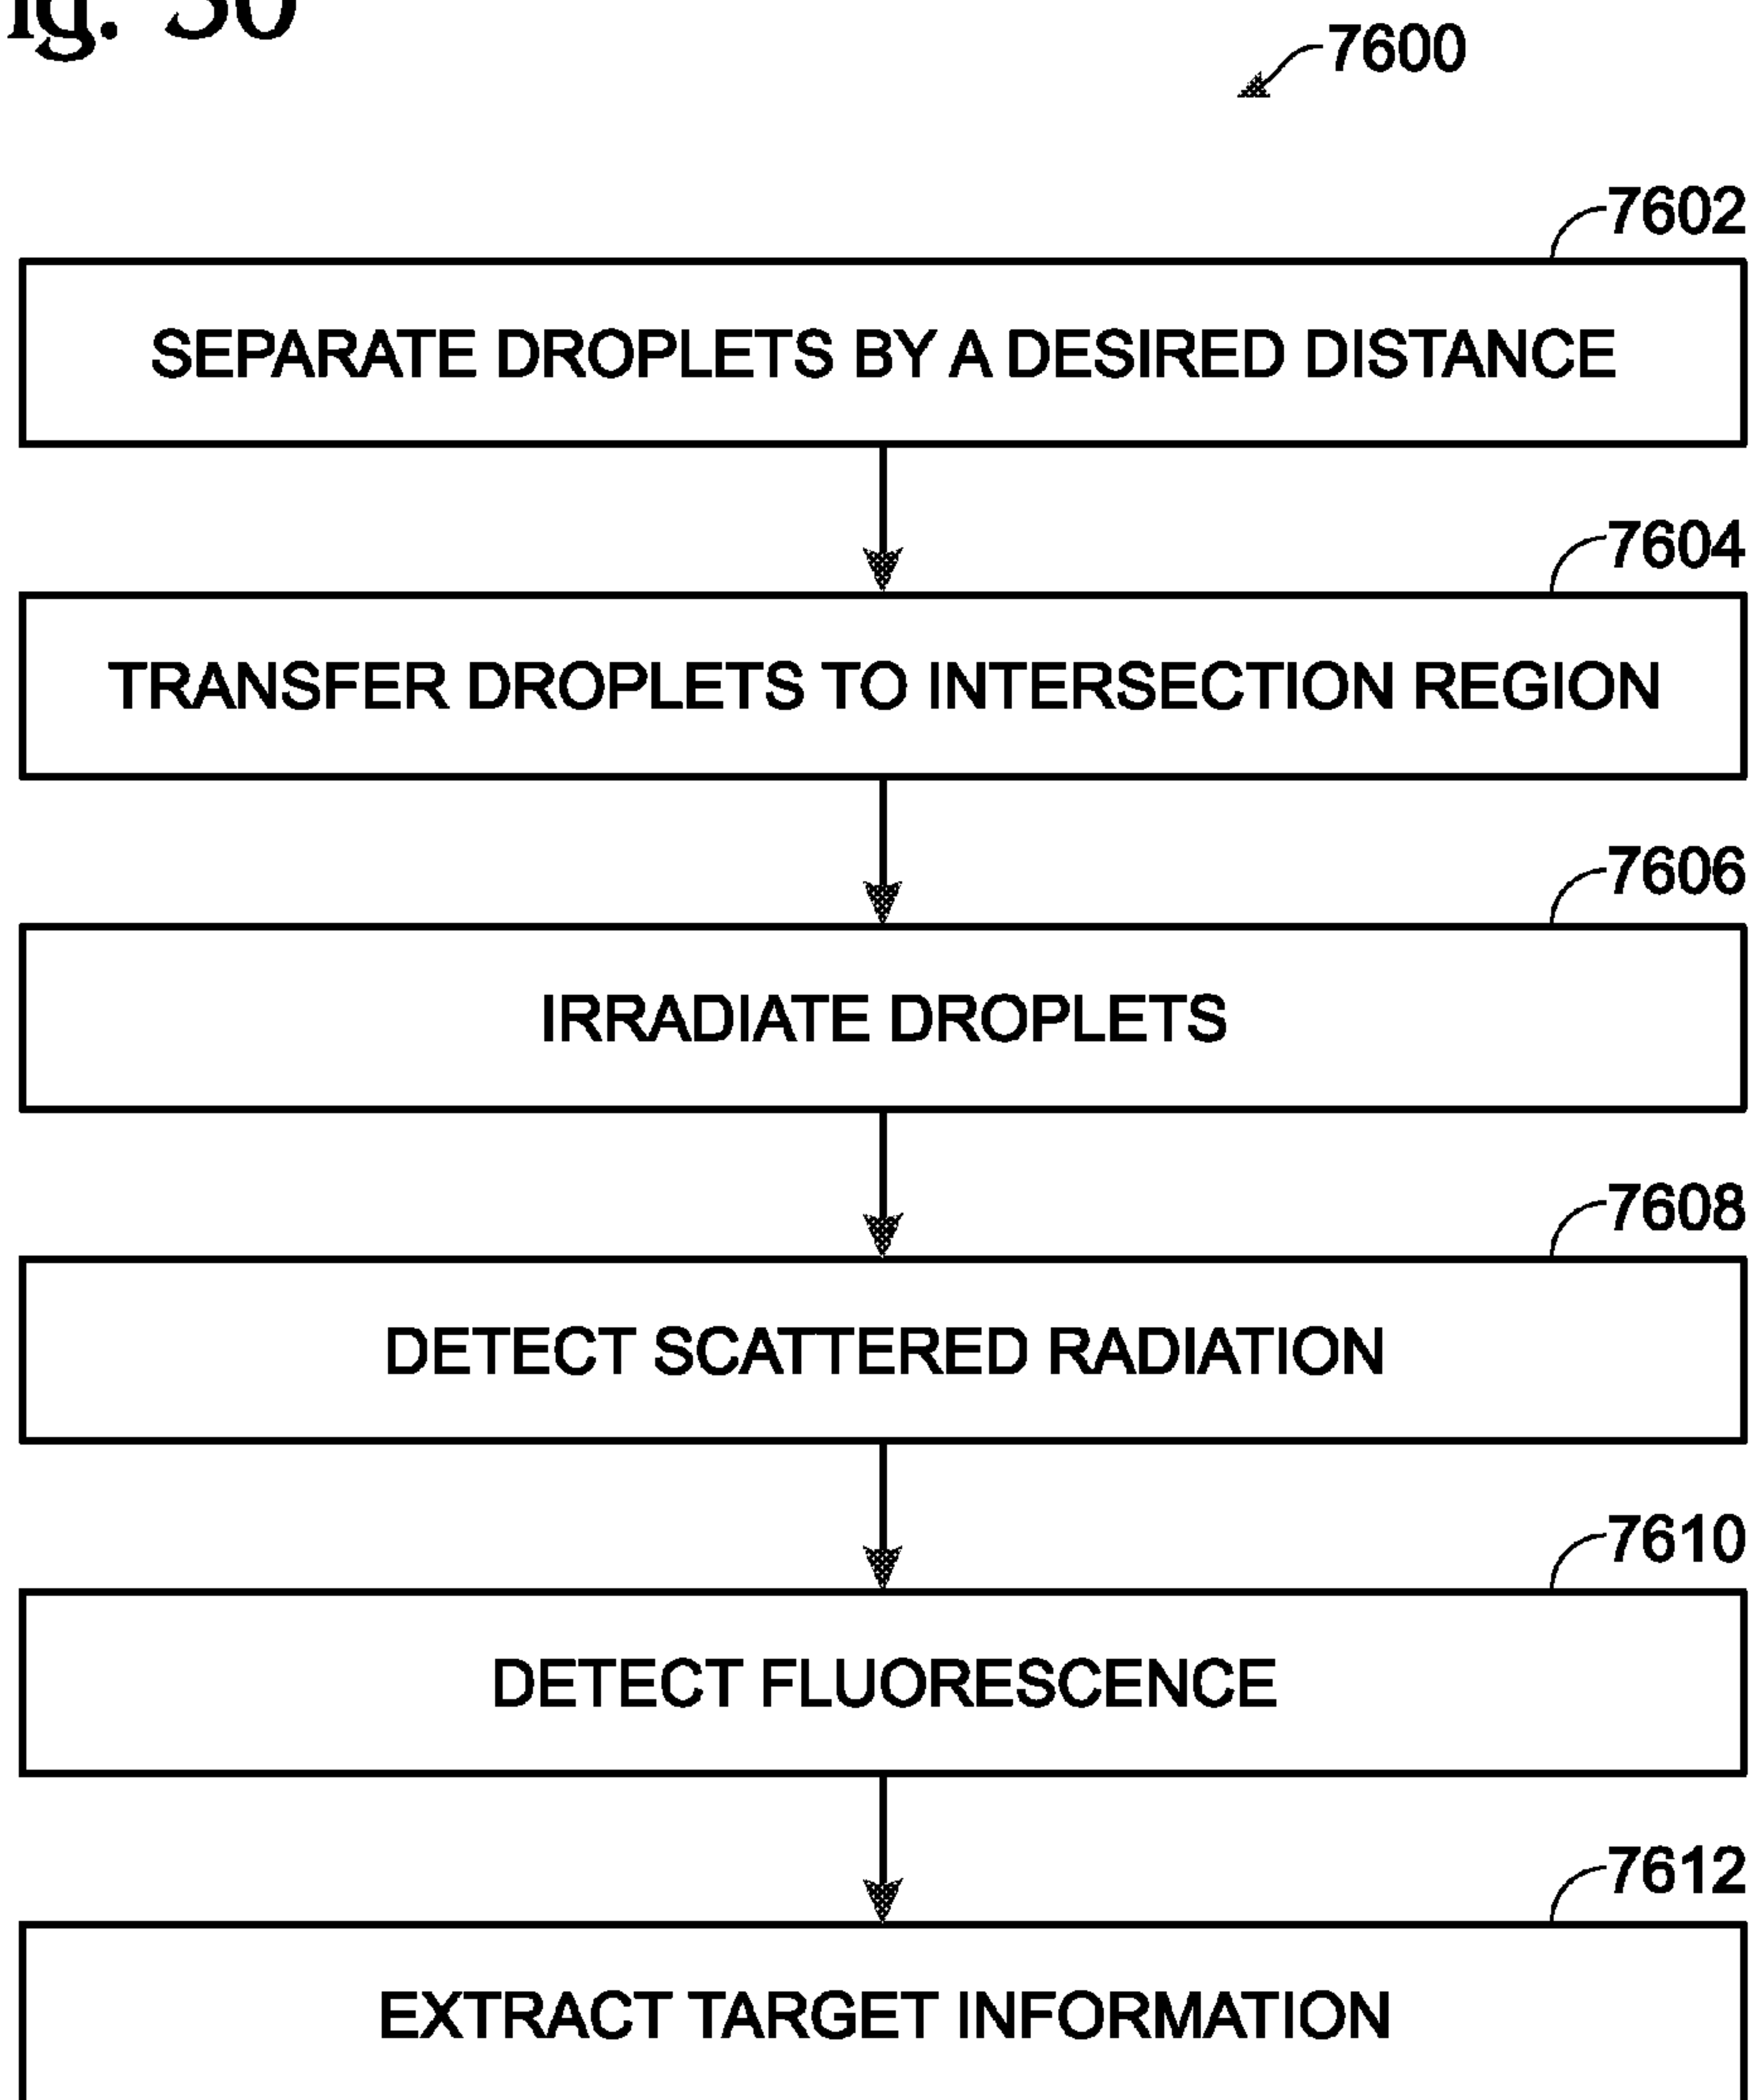 ig.
7600
7602
SEPARATE DROPLETS BY A DESIRED DISTANCE
7604
TRANSFER DROPLETS TO INTERSECTION REGION
7606
IRRADIATE DROPLETS
7608
DETECT SCATTERED RADIATION
7610
DETECT FLUORESCENCE
7612
EXTRACT TARGET INFORMATION